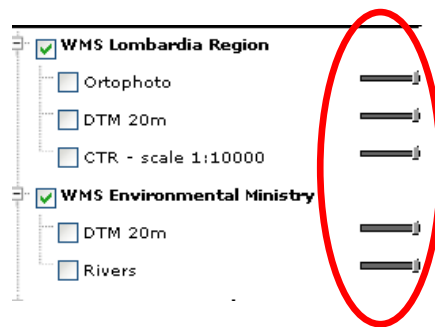 WMS Lombardia Region
Ortophoto
DTM 20m
CTR - scale 1:10000
WMS Environmental Ministry
DTM 20m
Rivers